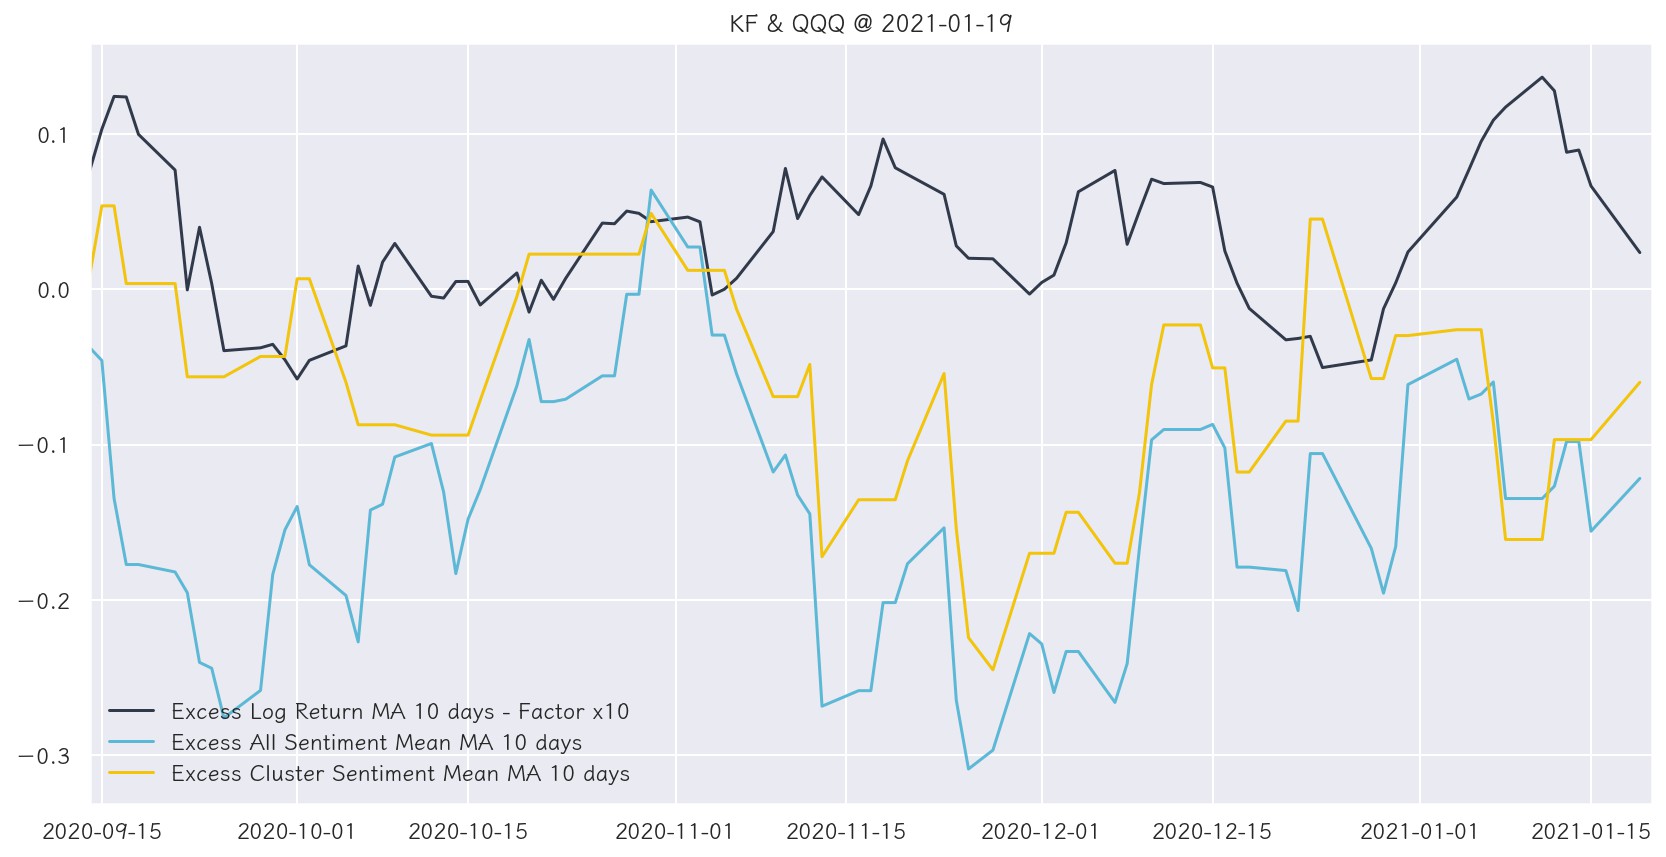 KF & QQQ @ 2021-01-19
0.1
0.0
−0.1
−0.2
−0.3
Excess Log Return MA 10 days - Factor x10
Excess All Sentiment Mean MA 10 days
Excess Cluster Sentiment Mean MA 10 days
2020-09-15 2020-10-01 2020-10-15 2020-11-01 2020-11-15 2020-12-01 2020-12-15 2021-01-01 2021-01-15